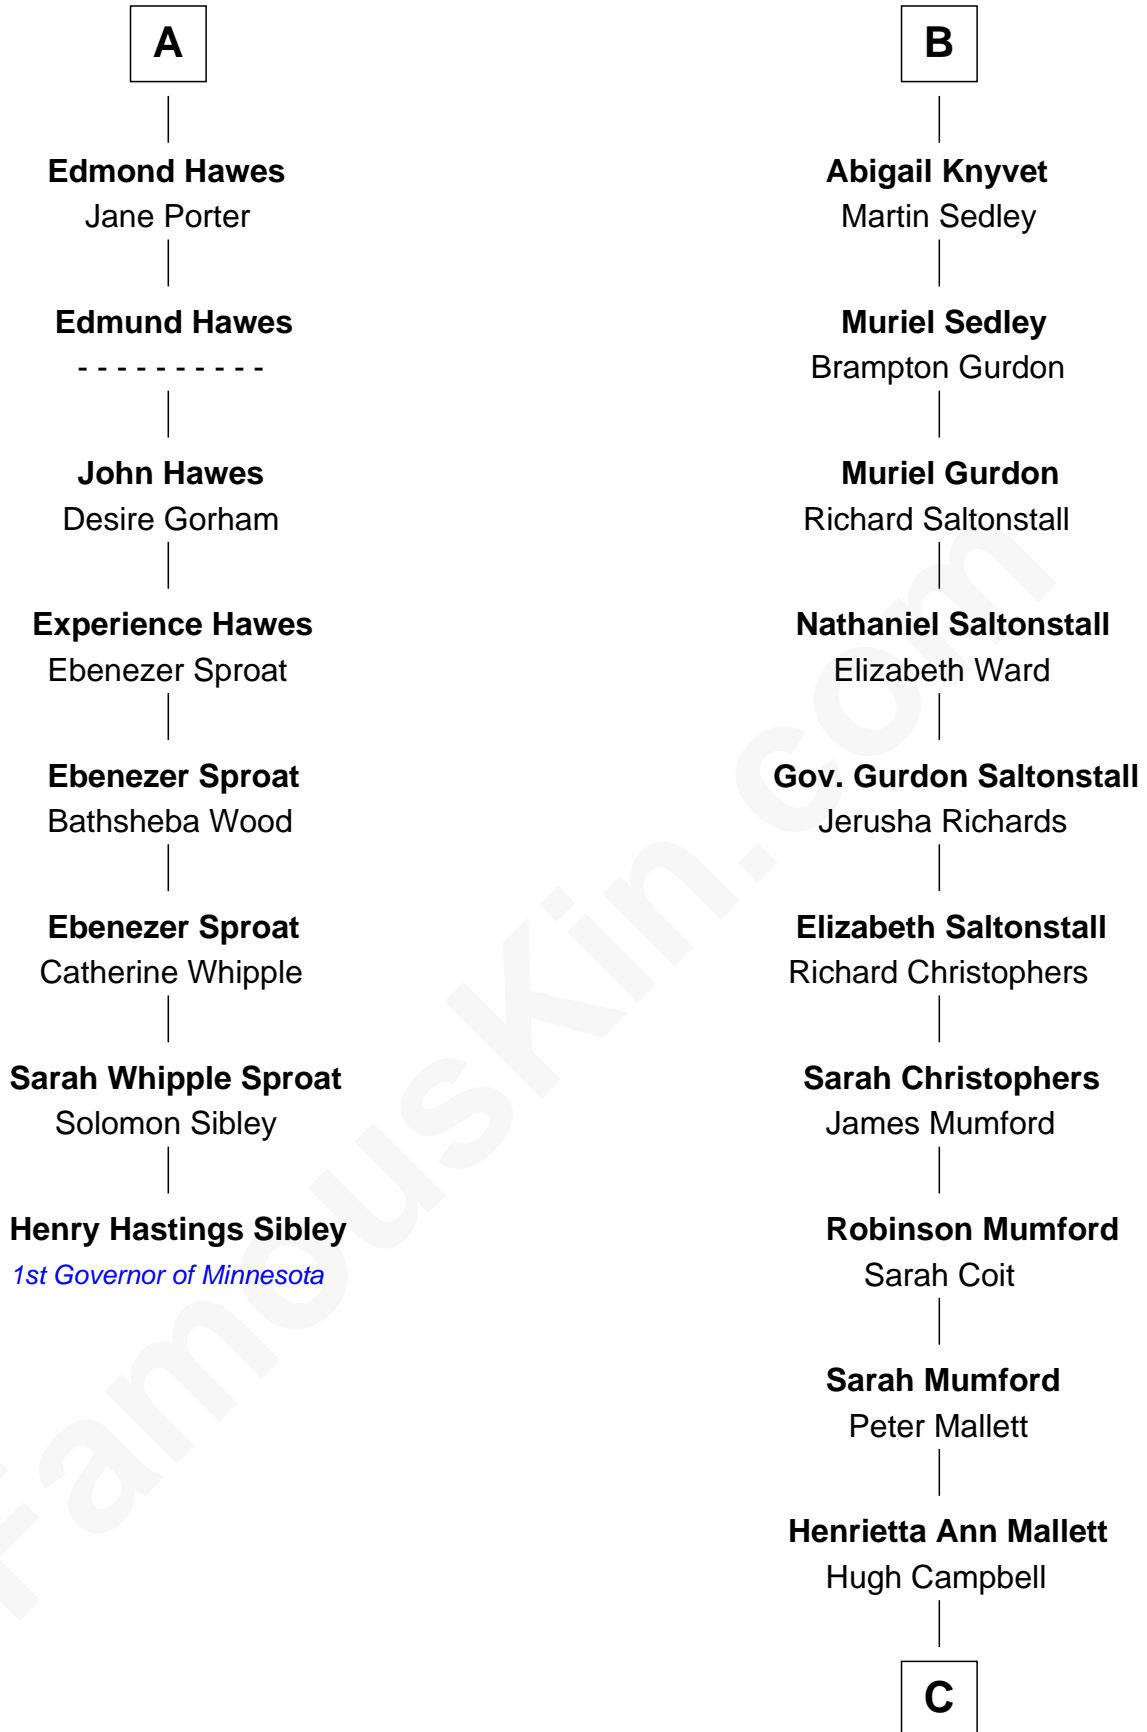 A
Edmond Hawes
Jane Porter
Edmund Hawes
- - - - - - - - - -
John Hawes
Desire Gorham
Experience Hawes
Ebenezer Sproat
Ebenezer Sproat
Bathsheba Wood
Ebenezer Sproat
Catherine Whipple
Sarah Whipple Sproat
Solomon Sibley
Henry Hastings Sibley
1st Governor of Minnesota
B
Abigail Knyvet
Martin Sedley
Muriel Sedley
Brampton Gurdon
Muriel Gurdon
Richard Saltonstall
Nathaniel Saltonstall
Elizabeth Ward
Gov. Gurdon Saltonstall
Jerusha Richards
Elizabeth Saltonstall
Richard Christophers
Sarah Christophers
James Mumford
Robinson Mumford
Sarah Coit
Sarah Mumford
Peter Mallett
Henrietta Ann Mallett
Hugh Campbell
C
FamousKin.com